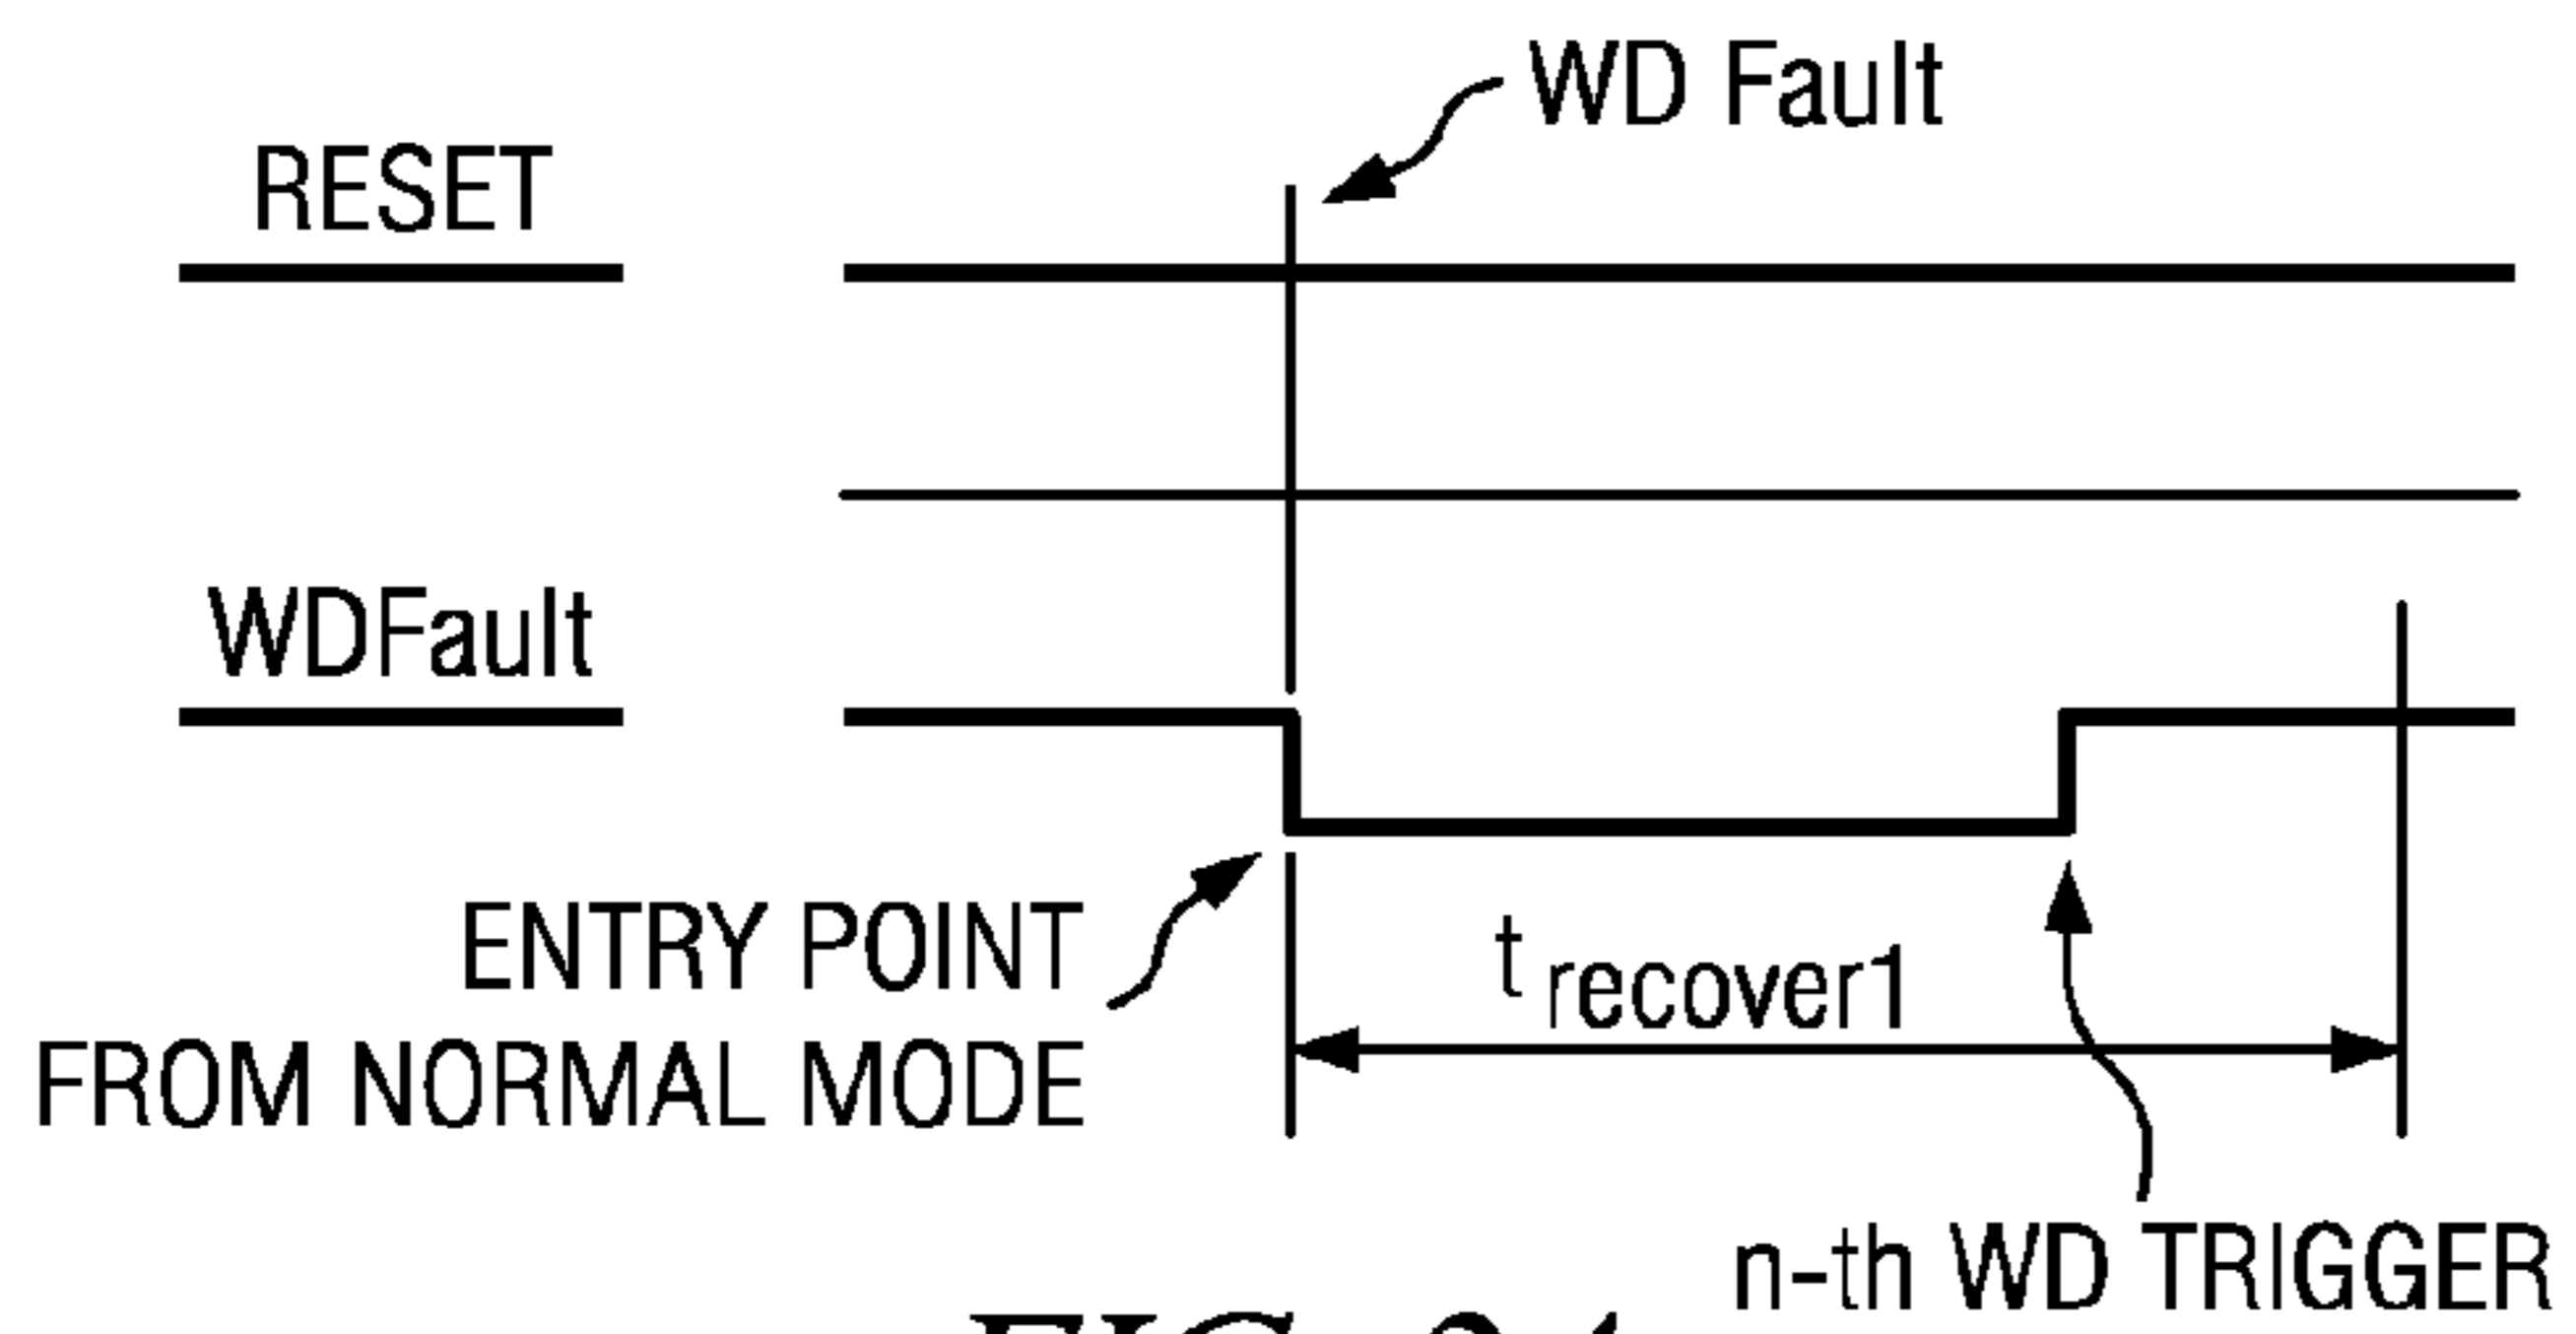 WD Fault
RESET
WDFault
ENTRY POINT
FROM NORMAL MODE
t recover1
n-th WD TRIGGER